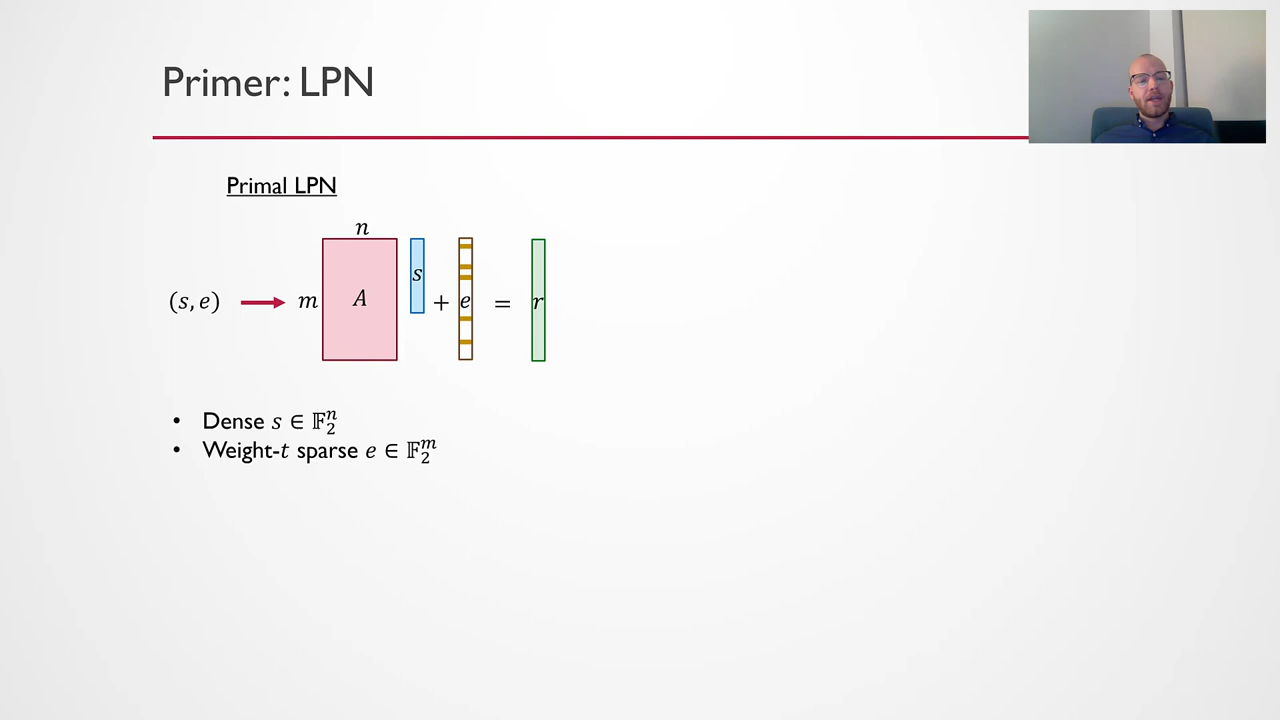 Primer: LPN
Primal LPN
n
(s, e) m A s + e = r
• Dense s ∈ 𝔽₂ⁿ
• Weight-t sparse e ∈ 𝔽₂ᵐ